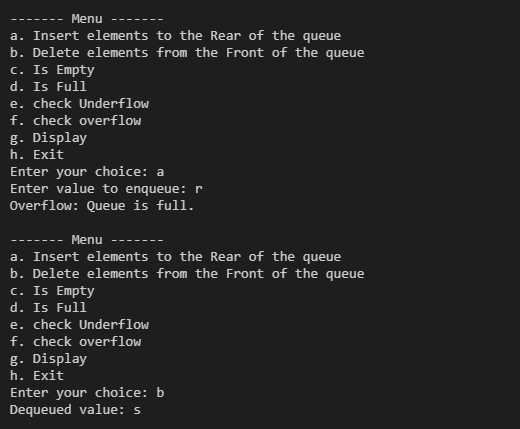 ------- Menu -------
a. Insert elements to the Rear of the queue
b. Delete elements from the Front of the queue
c. Is Empty
d. Is Full
e. check Underflow
f. check overflow
g. Display
h. Exit
Enter your choice: a
Enter value to enqueue: r
Overflow: Queue is full.

------- Menu -------
a. Insert elements to the Rear of the queue
b. Delete elements from the Front of the queue
c. Is Empty
d. Is Full
e. check Underflow
f. check overflow
g. Display
h. Exit
Enter your choice: b
Dequeued value: s